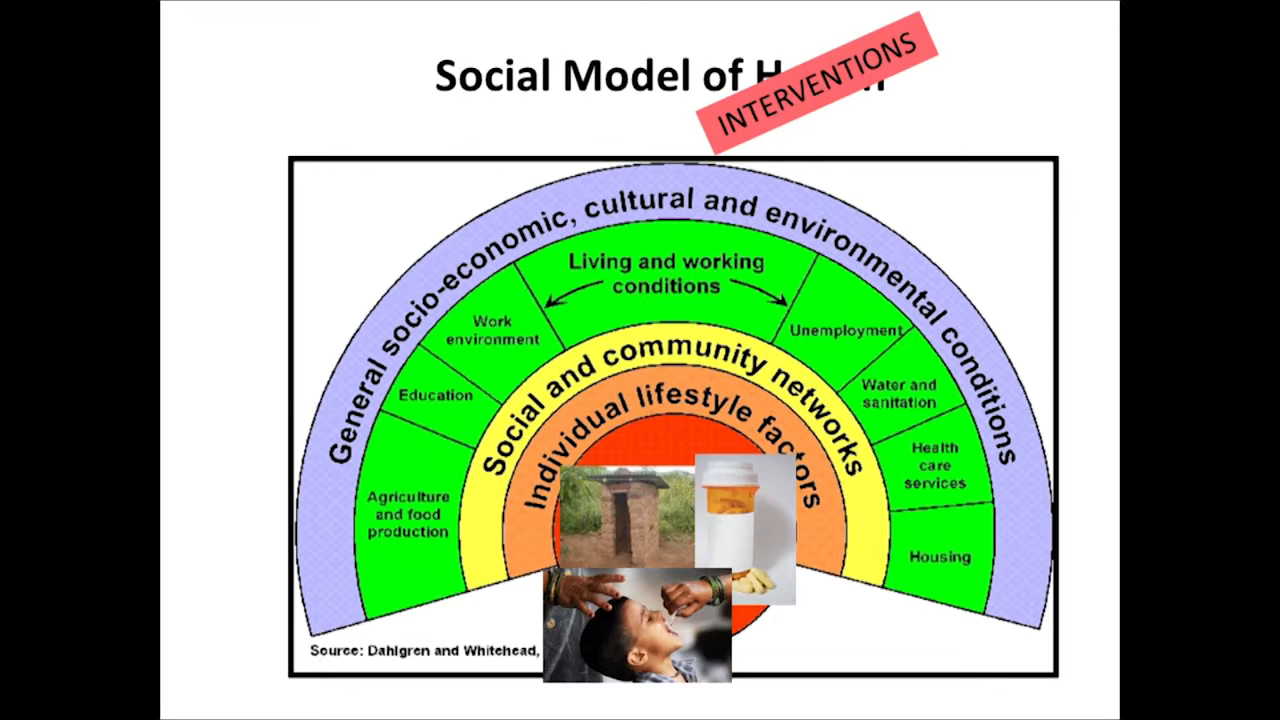 Social Model of
INTERVENTIONS
General socio-economic, cultural and environmental conditions
Living and working
conditions
Work
environment
Unemployment
Education
Water and
sanitation
Agriculture
and food
production
Health
care
services
Housing
Social and community networks
Individual lifestyle factors
Source: Dahlgren and Whitehead,